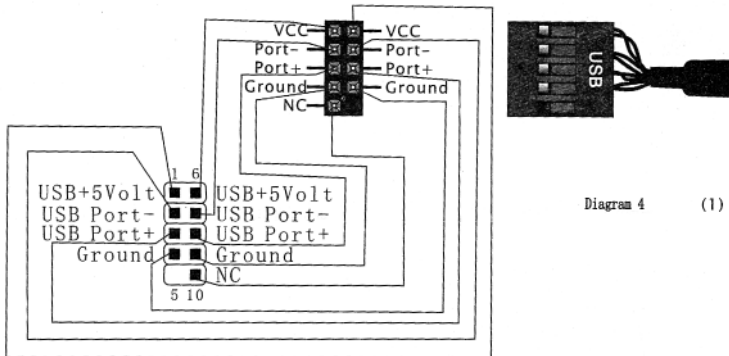 VCC VCC
Port- Port-
Port+ Port+
Ground Ground
NC
USB
Diagram 4 (1)
1 6
USB+5Volt USB+5Volt
USB Port- USB Port-
USB Port+ USB Port+
Ground Ground
NC
5 10